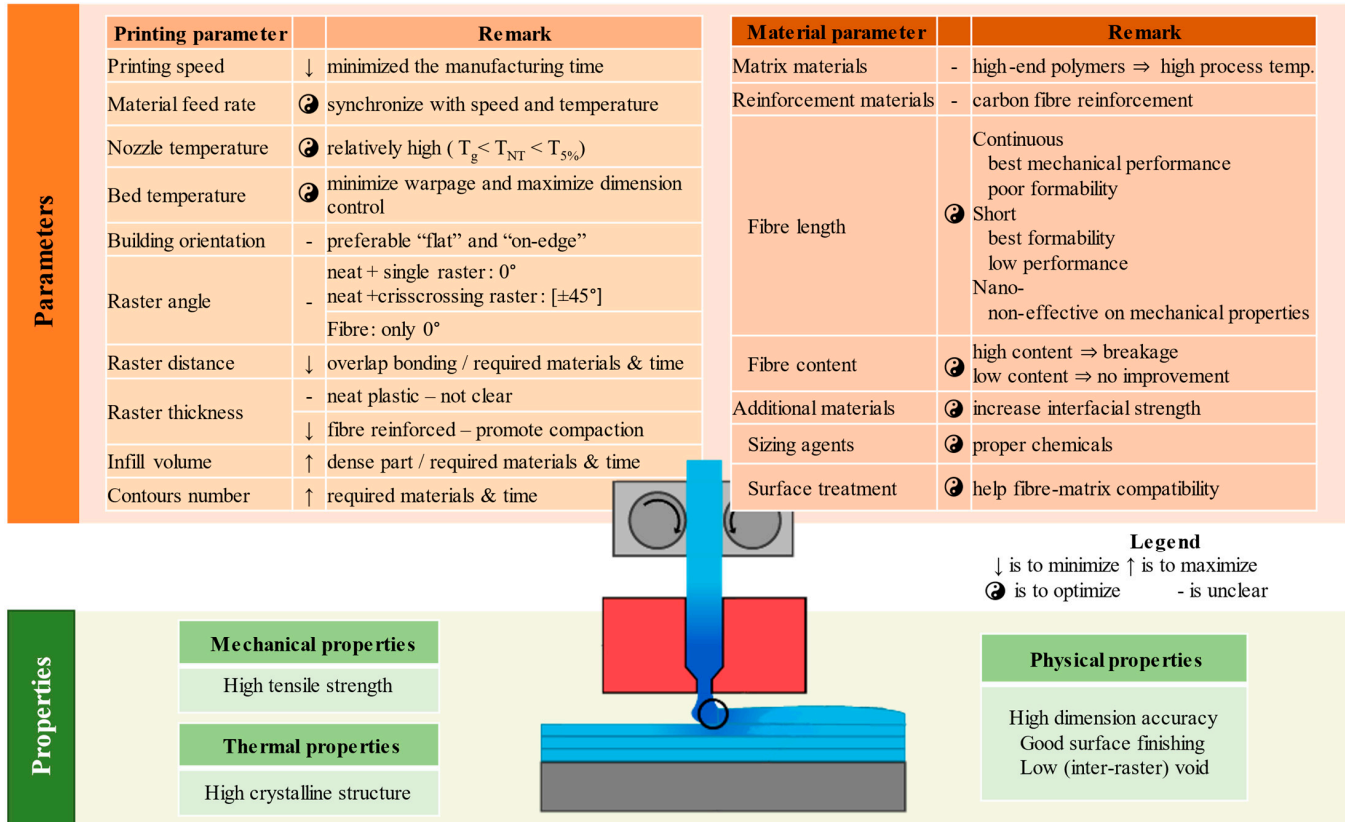 Parameters
Printing parameter Remark
Printing speed ↓ minimized the manufacturing time
Material feed rate ☯ synchronize with speed and temperature
Nozzle temperature ☯ relatively high ( Tg< TNT < T5%)
Bed temperature ☯ minimize warpage and maximize dimension
control
Building orientation - preferable “flat” and “on-edge”
Raster angle - neat + single raster : 0°
neat +crisscrossing raster : [±45°]
Fibre: only 0°
Raster distance ↓ overlap bonding / required materials & time
Raster thickness - neat plastic – not clear
↓ fibre reinforced – promote compaction
Infill volume ↑ dense part / required materials & time
Contours number ↑ required materials & time
Material parameter Remark
Matrix materials - high-end polymers ⇒ high process temp.
Reinforcement materials - carbon fibre reinforcement
Fibre length ☯ Continuous
best mechanical performance
poor formability
Short
best formability
low performance
Nano-
non-effective on mechanical properties
Fibre content ☯ high content ⇒ breakage
low content ⇒ no improvement
Additional materials ☯ increase interfacial strength
Sizing agents ☯ proper chemicals
Surface treatment ☯ help fibre-matrix compatibility
Legend
↓ is to minimize ↑ is to maximize
☯ is to optimize - is unclear
Properties
Mechanical properties
High tensile strength
Thermal properties
High crystalline structure
Physical properties
High dimension accuracy
Good surface finishing
Low (inter-raster) void